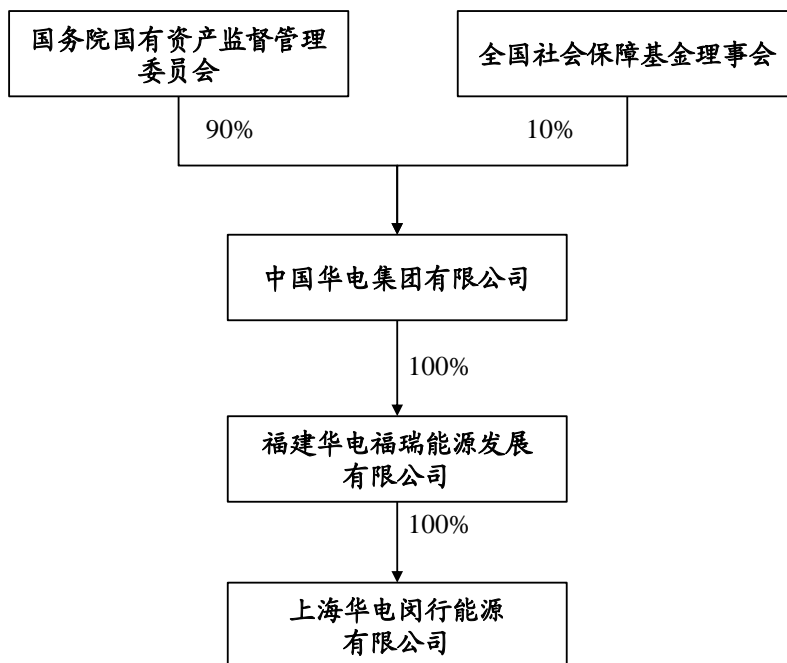 国务院国有资产监督管理
委员会
全国社会保障基金理事会
90%
10%
中国华电集团有限公司
100%
福建华电福瑞能源发展
有限公司
100%
上海华电闵行能源
有限公司